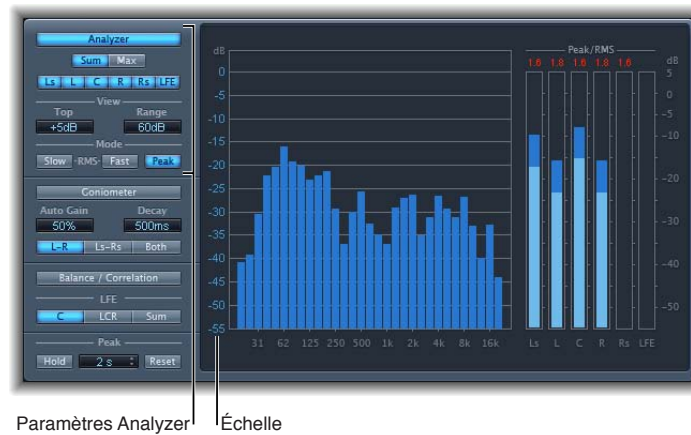 Analyzer
Sum Max
Ls L C R Rs LFE
View
Top Range
+5dB 60dB
Mode
Slow -RMS- Fast Peak
Goniometer
Auto Gain Decay
50% 500ms
L-R Ls-Rs Both
Balance / Correlation
LFE
C LCR Sum
Peak
Hold 2 s Reset
dB
0
-5
-10
-15
-20
-25
-30
-35
-40
-45
-50
-55
31 62 125 250 500 1k 2k 4k 8k 16k
Peak/RMS
1.6 1.8 1.6 1.8 1.6
dB
5
0
-5
-10
-20
-30
-40
-50
Ls L C R Rs LFE
Paramètres Analyzer
Échelle